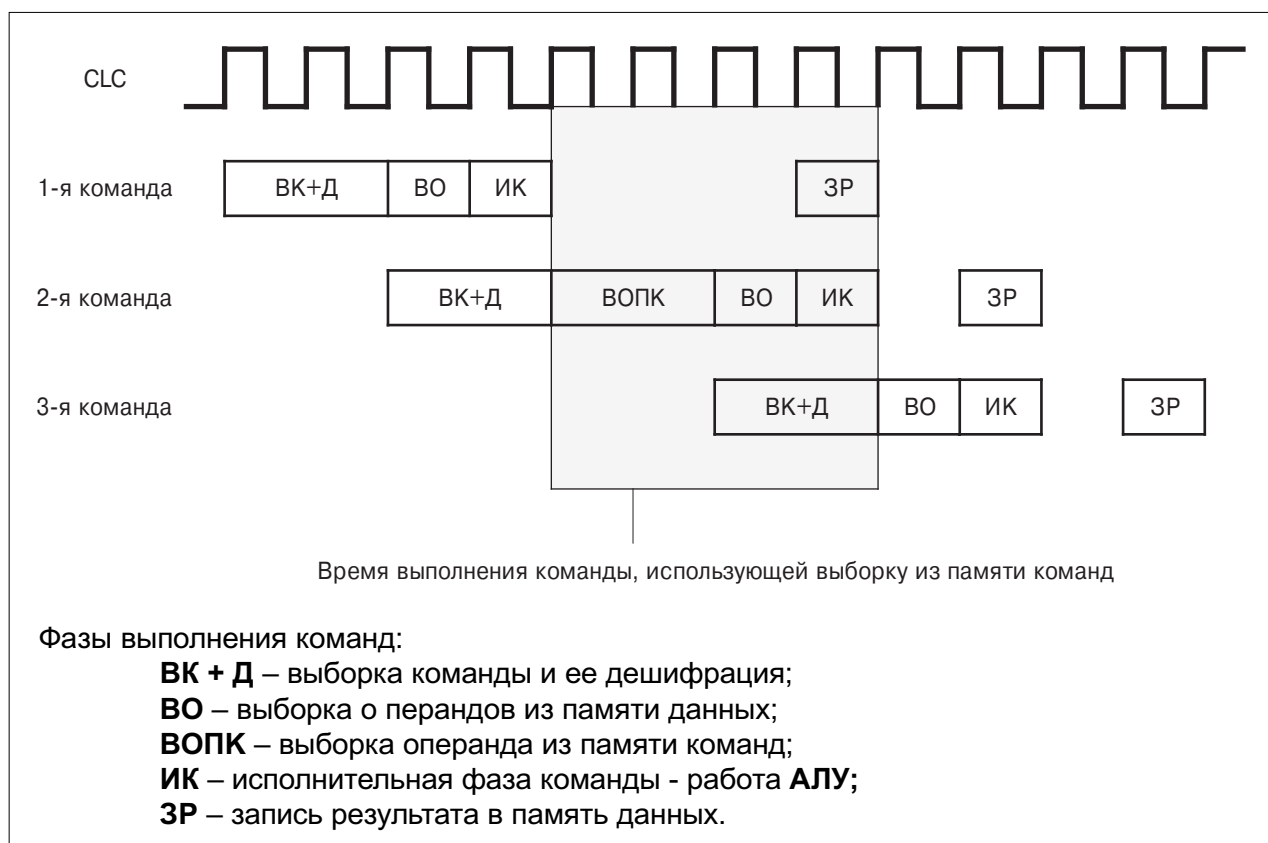 CLC
1-я команда
ВК+Д ВО ИК ЗР
2-я команда
ВК+Д ВОПК ВО ИК ЗР
3-я команда
ВК+Д ВО ИК ЗР
Время выполнения команды, использующей выборку из памяти команд
Фазы выполнения команд:
ВК + Д – выборка команды и ее дешифрация;
ВО – выборка о перандов из памяти данных;
ВОПК – выборка операнда из памяти команд;
ИК – исполнительная фаза команды - работа АЛУ;
ЗР – запись результата в память данных.